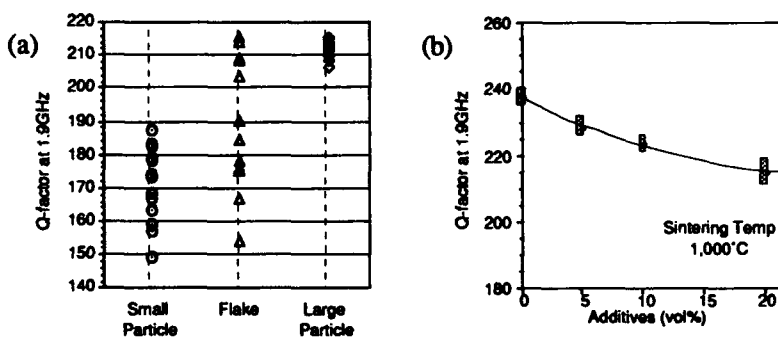 (a)
Q-factor at 1.9GHz
220
210
200
190
180
170
160
150
140
Small Particle
Flake
Large Particle
(b)
Q-factor at 1.9GHz
260
240
220
200
180
Sintering Temp
1,000°C
0
5
10
15
20
Additives (vol%)